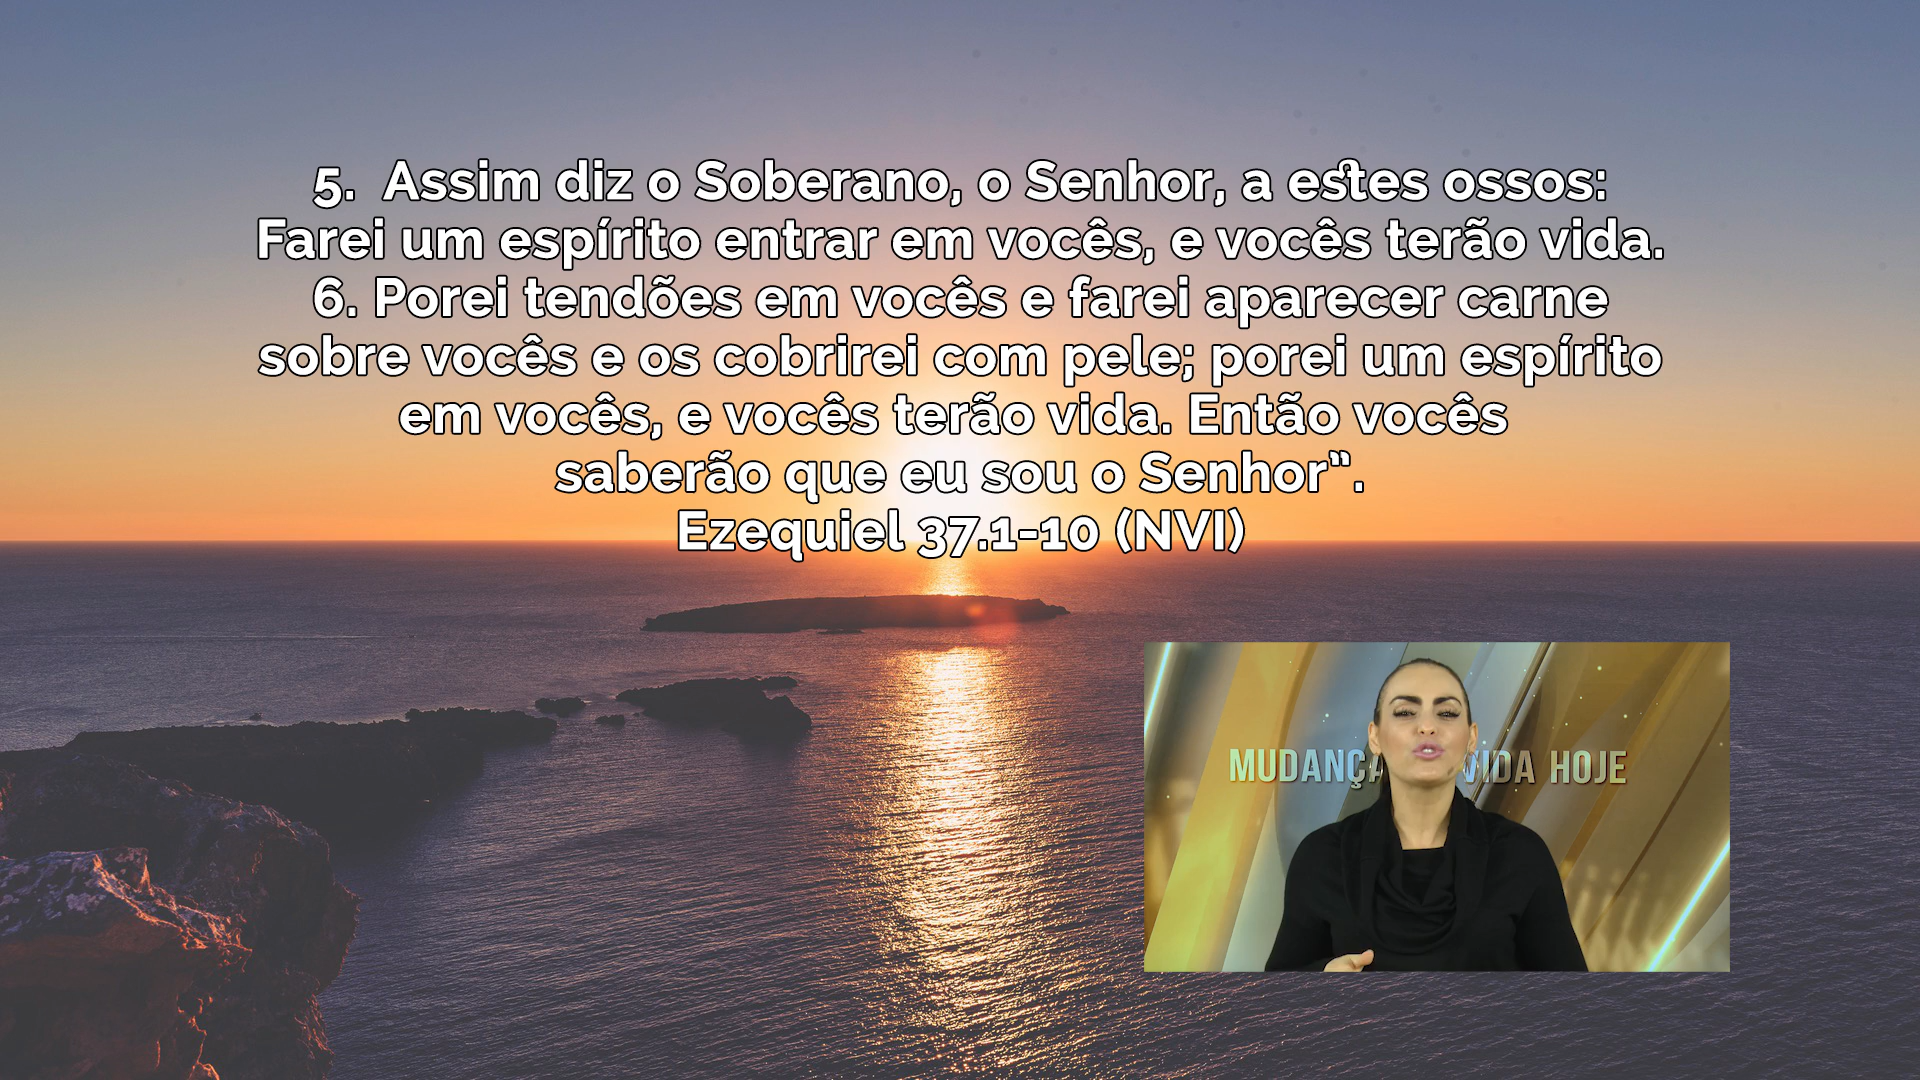 5.  Assim diz o Soberano, o Senhor, a estes ossos:
Farei um espírito entrar em vocês, e vocês terão vida.
6. Porei tendões em vocês e farei aparecer carne
sobre vocês e os cobrirei com pele; porei um espírito
em vocês, e vocês terão vida. Então vocês
saberão que eu sou o Senhor”.
Ezequiel 37.1-10 (NVI)
MUDANÇA VIDA HOJE